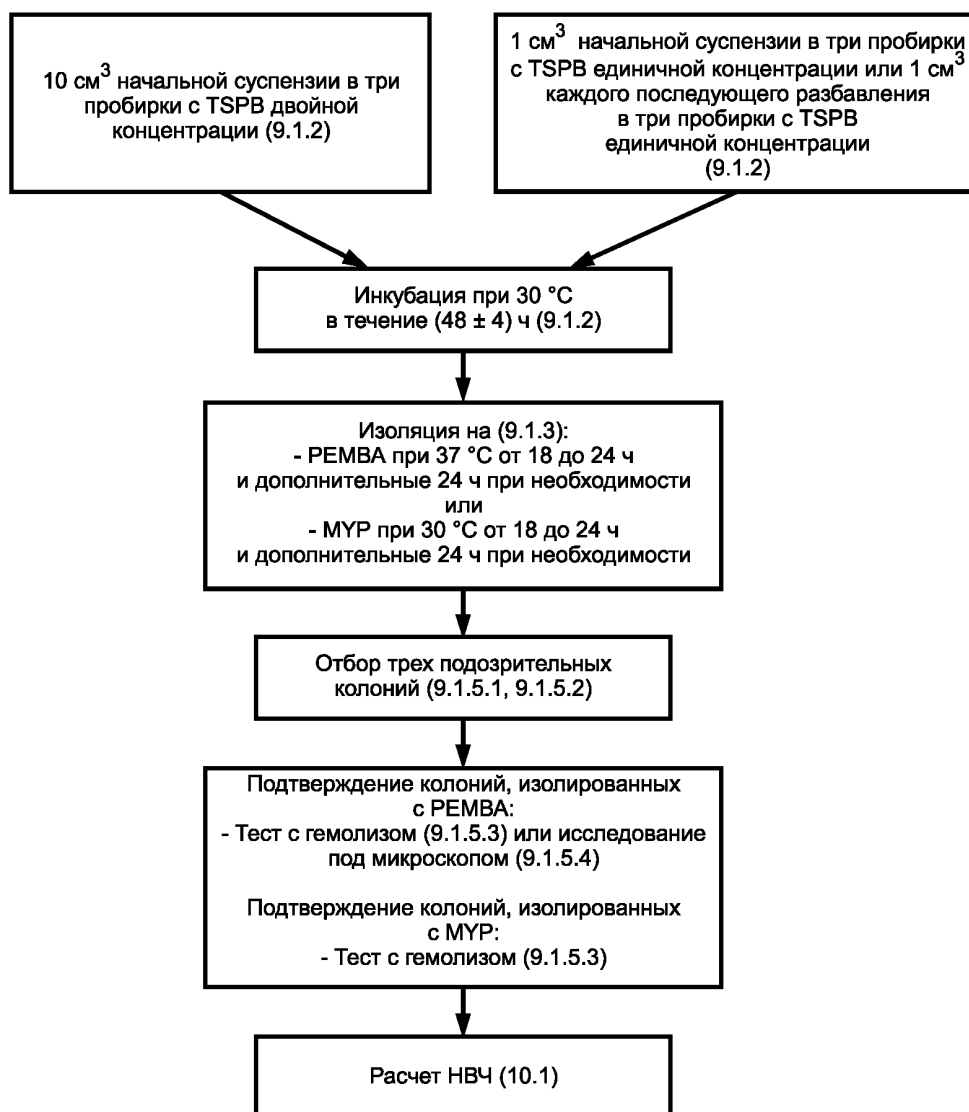 10 см³ начальной суспензии в три
пробирки с TSPB двойной
концентрации (9.1.2)
1 см³ начальной суспензии в три пробирки
с TSPB единичной концентрации или 1 см³
каждого последующего разбавления
в три пробирки с TSPB
единичной концентрации
(9.1.2)
Инкубация при 30 °C
в течение (48 ± 4) ч (9.1.2)
Изоляция на (9.1.3):
- PEMBA при 37 °C от 18 до 24 ч
и дополнительные 24 ч при необходимости
или
- MYP при 30 °C от 18 до 24 ч
и дополнительные 24 ч при необходимости
Отбор трех подозрительных
колоний (9.1.5.1, 9.1.5.2)
Подтверждение колоний, изолированных
с PEMBA:
- Тест с гемолизом (9.1.5.3) или исследование
под микроскопом (9.1.5.4)
Подтверждение колоний, изолированных
с MYP:
- Тест с гемолизом (9.1.5.3)
Расчет НВЧ (10.1)